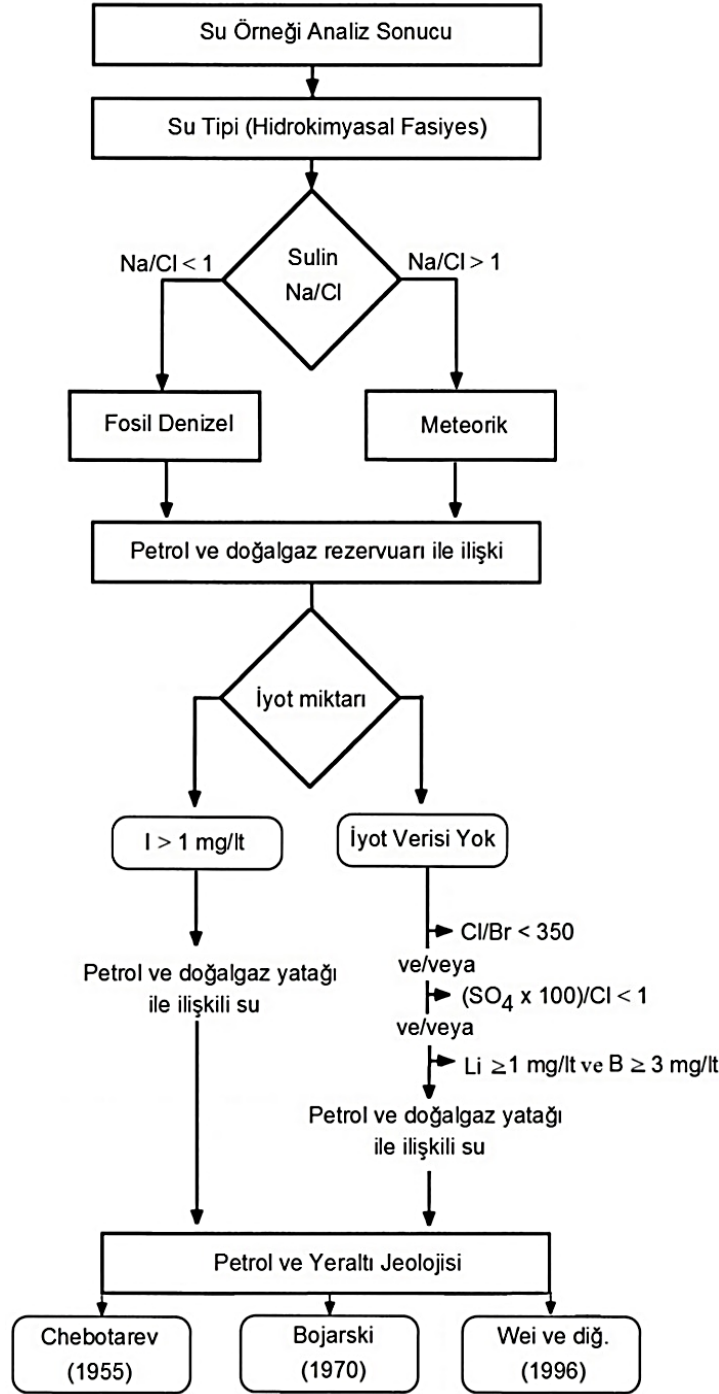 Su Örneği Analiz Sonucu
Su Tipi (Hidrokimyasal Fasiyes)
Na/Cl < 1
Sulin
Na/Cl
Na/Cl > 1
Fosil Denizel
Meteorik
Petrol ve doğalgaz rezervuarı ile ilişki
İyot miktarı
I > 1 mg/lt
İyot Verisi Yok
Cl/Br < 350
ve/veya
(SO4 x 100)/Cl < 1
ve/veya
Li ≥1 mg/lt ve B ≥ 3 mg/lt
Petrol ve doğalgaz yatağı
ile ilişkili su
Petrol ve doğalgaz yatağı
ile ilişkili su
Petrol ve Yeraltı Jeolojisi
Chebotarev
(1955)
Bojarski
(1970)
Wei ve diğ.
(1996)